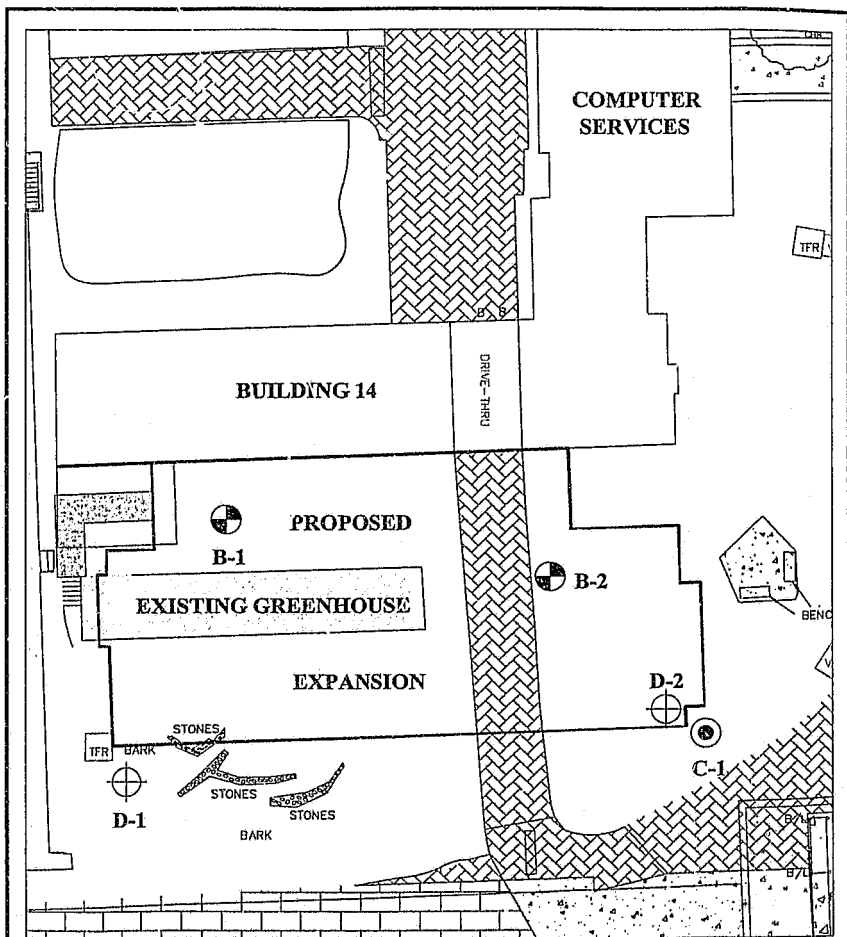 COMPUTER
SERVICES
TFR
DRIVE-THRU
BUILDING 14
B-1
PROPOSED
B-2
EXISTING GREENHOUSE
BENC
EXPANSION
D-2
STONES
TFR
BARK
C-1
STONES
D-1
STONES
BARK
B/L
B/L